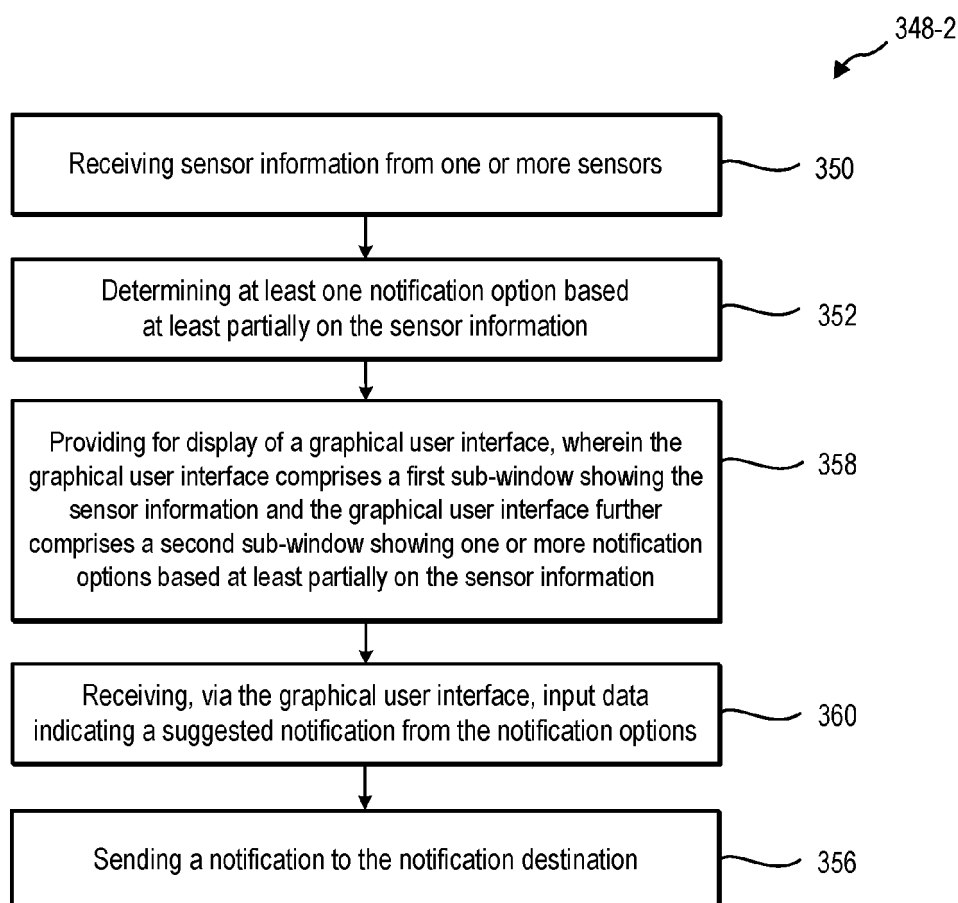 348-2
Receiving sensor information from one or more sensors
350
Determining at least one notification option based
at least partially on the sensor information
352
Providing for display of a graphical user interface, wherein the
graphical user interface comprises a first sub-window showing the
sensor information and the graphical user interface further
comprises a second sub-window showing one or more notification
options based at least partially on the sensor information
358
Receiving, via the graphical user interface, input data
indicating a suggested notification from the notification options
360
Sending a notification to the notification destination
356